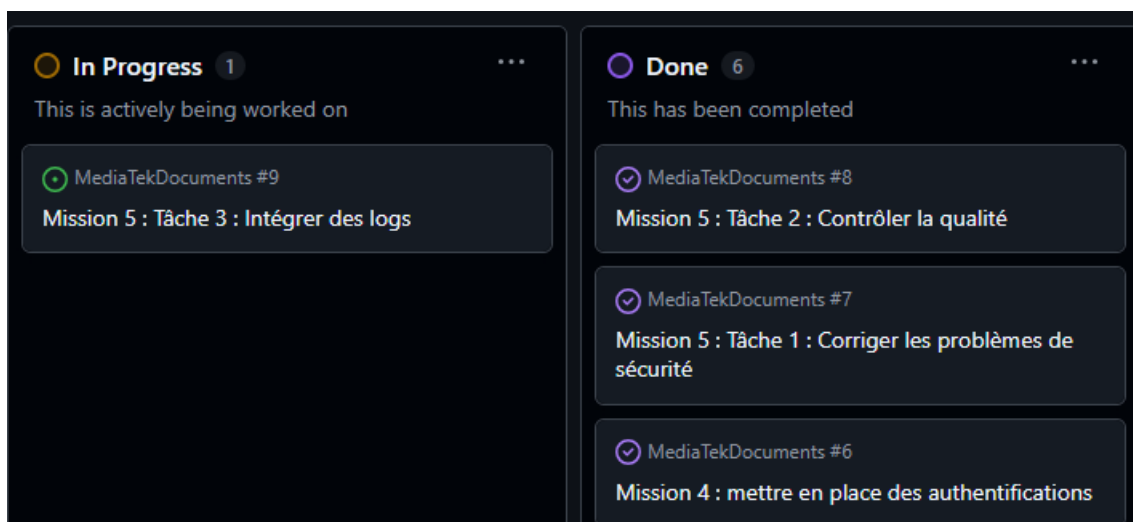 In Progress 1
This is actively being worked on
MediaTekDocuments #9
Mission 5 : Tâche 3 : Intégrer des logs
Done 6
This has been completed
MediaTekDocuments #8
Mission 5 : Tâche 2 : Contrôler la qualité
MediaTekDocuments #7
Mission 5 : Tâche 1 : Corriger les problèmes de
sécurité
MediaTekDocuments #6
Mission 4 : mettre en place des authentifications